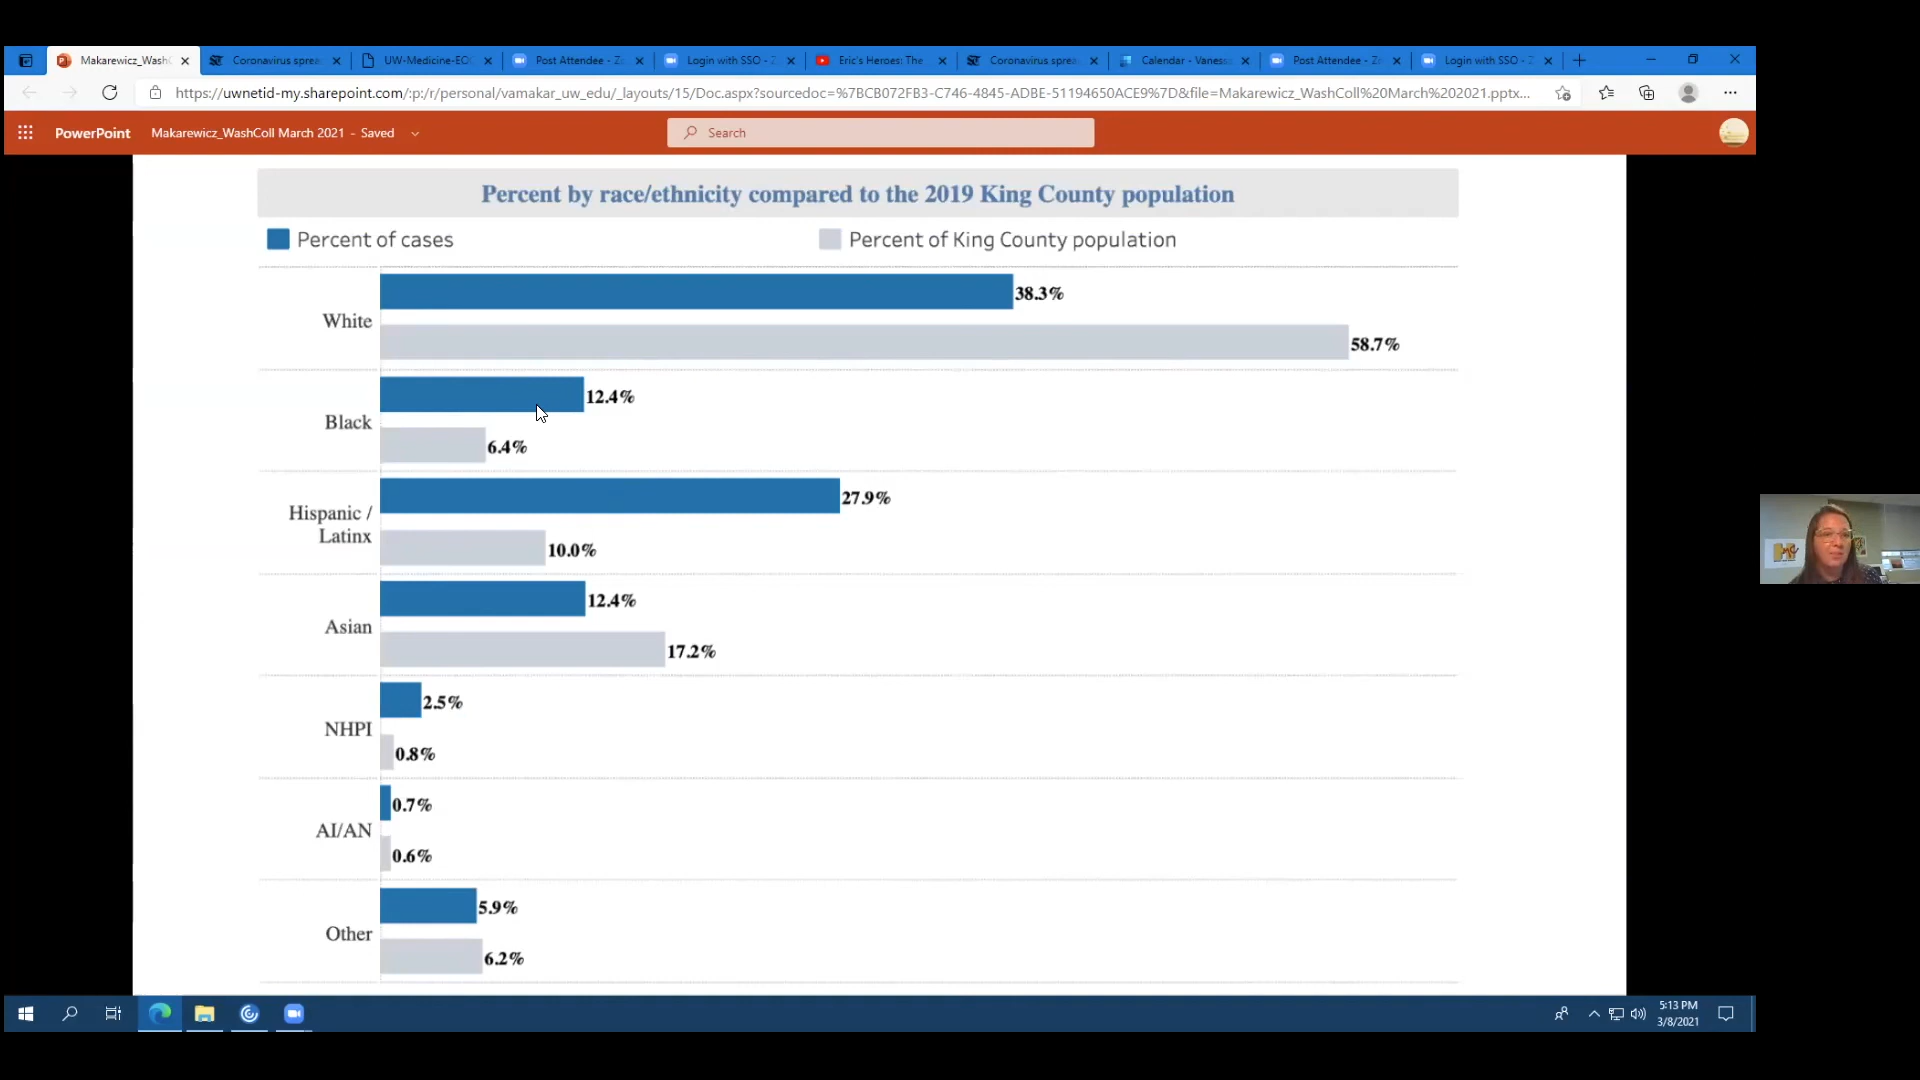 Makarewicz_WashC
Coronavirus sprea
UW-Medicine-EOC
Post Attendee - Zo
Login with SSO - Z
Eric's Heroes: The
Coronavirus sprea
Calendar - Vaness
Post Attendee - Zo
Login with SSO - Z
https://uwnetid-my.sharepoint.com/:p:/r/personal/vamakar_uw_edu/_layouts/15/Doc.aspx?sourcedoc=%7BCB072FB3-C746-4845-ADBE-51194650ACE9%7D&file=Makarewicz_WashColl%20March%202021.pptx...
PowerPoint Makarewicz_WashColl March 2021 - Saved
Search
Percent by race/ethnicity compared to the 2019 King County population
Percent of cases
Percent of King County population
White
38.3%
58.7%
Black
12.4%
6.4%
Hispanic /
Latinx
27.9%
10.0%
Asian
12.4%
17.2%
NHPI
2.5%
0.8%
AI/AN
0.7%
0.6%
Other
5.9%
6.2%
5:13 PM
3/8/2021